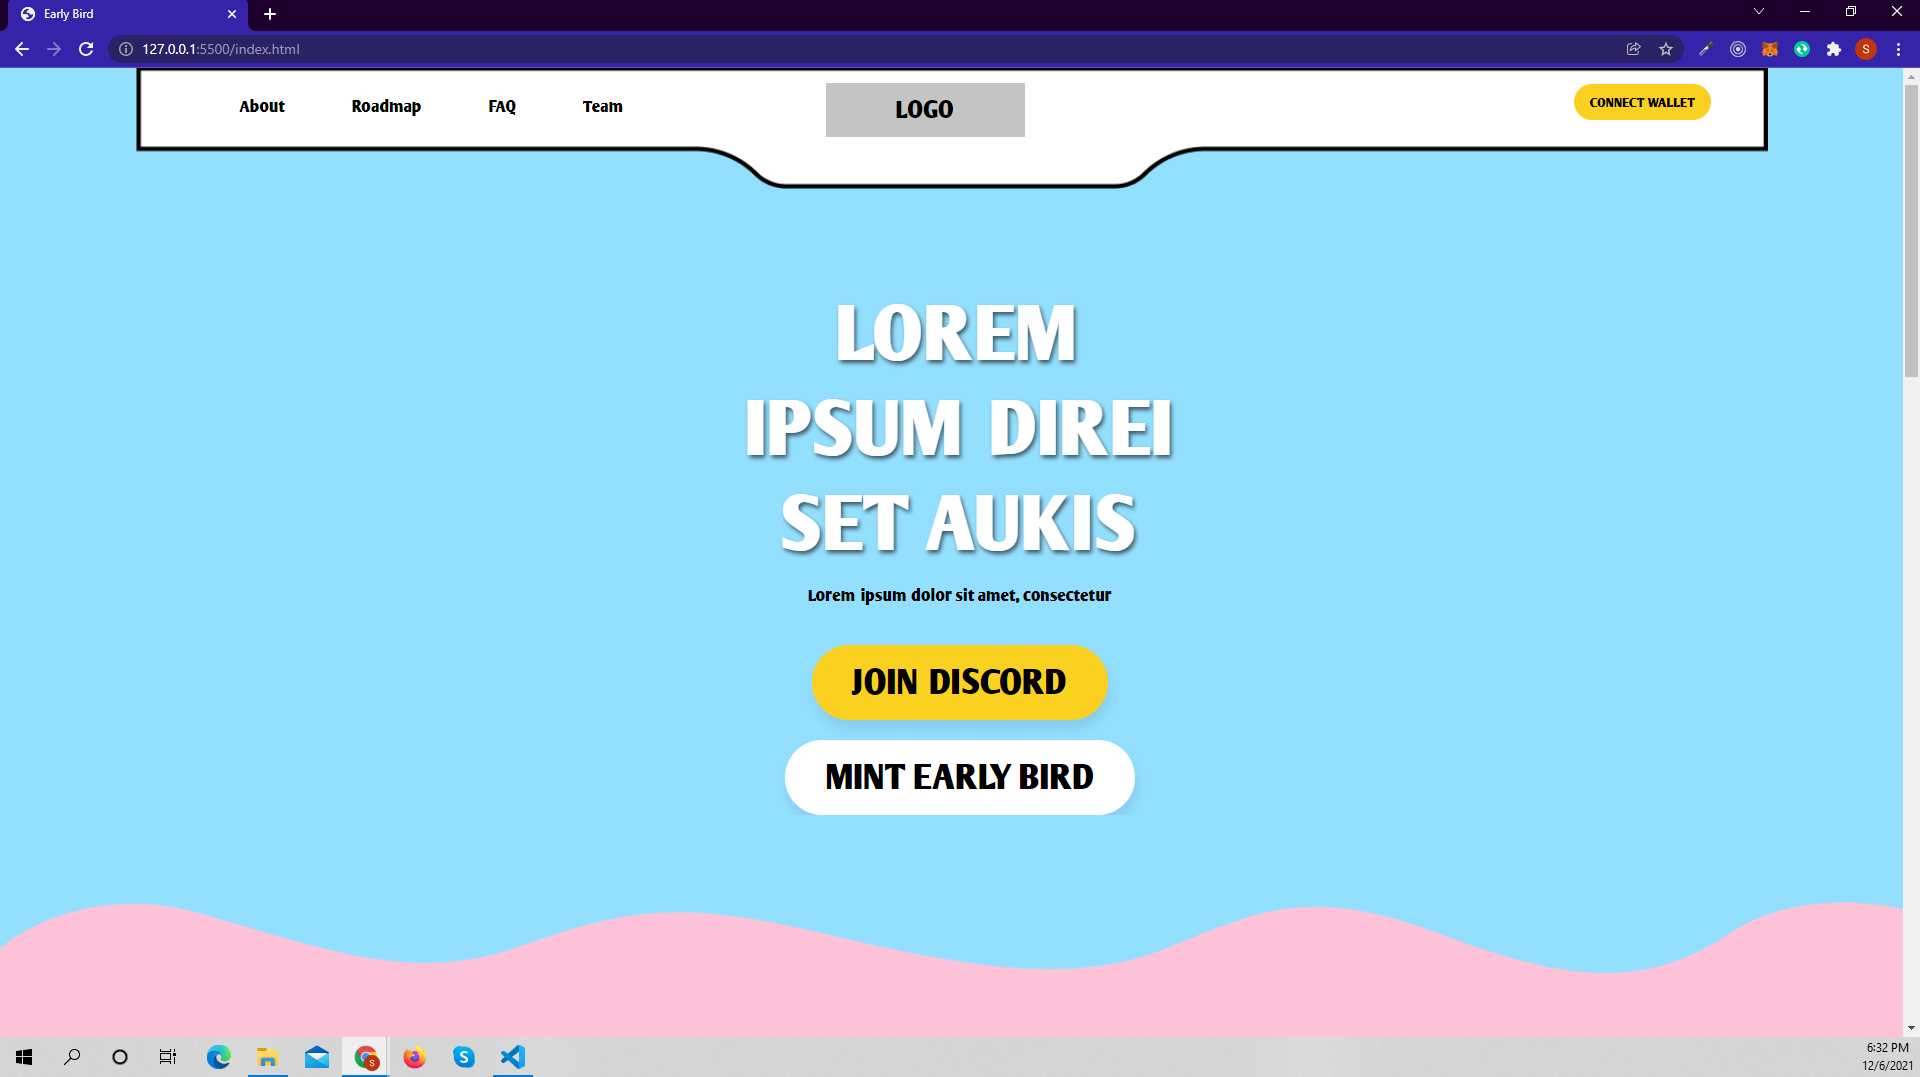 Early Bird
127.0.0.1:5500/index.html
S
About
Roadmap
FAQ
Team
LOGO
CONNECT WALLET
LOREM
IPSUM DIREI
SET AUKIS
Lorem ipsum dolor sit amet, consectetur
JOIN DISCORD
MINT EARLY BIRD
S
S
6:32 PM
12/6/2021